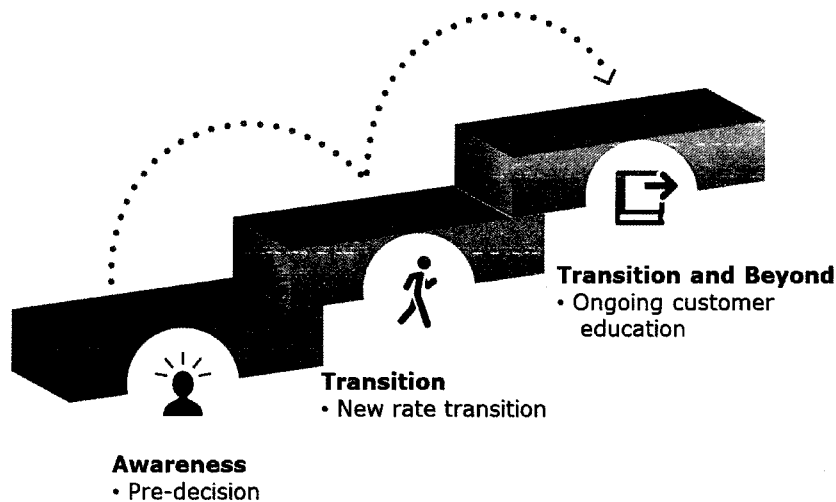 Awareness
• Pre-decision
Transition
• New rate transition
Transition and Beyond
• Ongoing customer
education